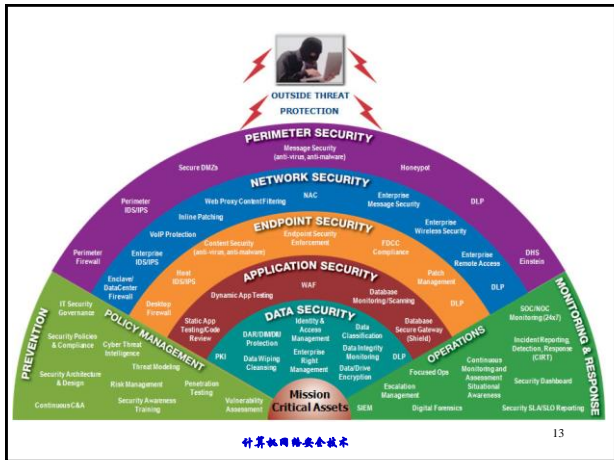 OUTSIDE THREAT
PROTECTION
PERIMETER SECURITY
Message Security
(anti-virus, anti-malware)
Secure DMZs
Honeypot
Perimeter
IDS/IPS
DLP
Perimeter
Firewall
DHS
Einstein
NETWORK SECURITY
NAC
Web Proxy Content Filtering
Enterprise
Message Security
Inline Patching
Enterprise
Wireless Security
VoIP Protection
Enterprise
IDS/IPS
Enterprise
Remote Access
Enclave/
DataCenter
Firewall
DLP
ENDPOINT SECURITY
Endpoint Security
Enforcement
Content Security
(anti-virus, anti-malware)
FDCC
Compliance
Host
IDS/IPS
Patch
Management
Desktop
Firewall
DLP
APPLICATION SECURITY
WAF
Dynamic App Testing
Database
Monitoring/Scanning
Static App
Testing/Code
Review
Database
Secure Gateway
(Shield)
DATA SECURITY
Identity &
Access
Management
DAR/DIM/DIU
Protection
Data
Classification
Enterprise
Right
Management
Data Integrity
Monitoring
PKI
Data Wiping
Cleansing
Data/Drive
Encryption
DLP
PREVENTION
POLICY MANAGEMENT
IT Security
Governance
Security Policies
& Compliance
Cyber Threat
Intelligence
Threat Modeling
Security Architecture
& Design
Risk Management
Penetration
Testing
Continuous C&A
Security Awareness
Training
Vulnerability
Assessment
Mission
Critical Assets
OPERATIONS
MONITORING & RESPONSE
SOC/NOC
Monitoring (24x7)
Incident Reporting,
Detection, Response
(CIRT)
Focused Ops
Continuous
Monitoring and
Assessment
Situational
Awareness
Security Dashboard
Escalation
Management
SIEM
Digital Forensics
Security SLA/SLO Reporting
计算机网络安全技术
13